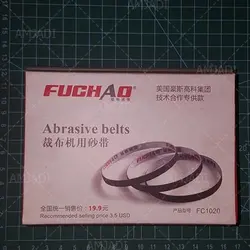 FUCHAO
美国富斯高科集团
技术合作专供款
Abrasive belts
裁布机用砂带
全国统一销售价：19.9元
Recommended selling price 3.5 USD
产品型号：FC1020